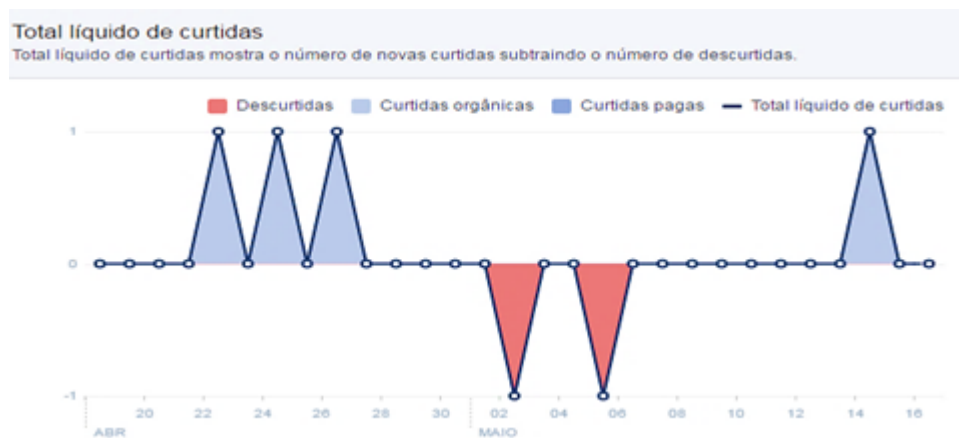 Total líquido de curtidas
Total líquido de curtidas mostra o número de novas curtidas subtraindo o número de descurtidas.
Descurtidas Curtidas orgânicas Curtidas pagas Total líquido de curtidas
1
0
-1
20 22 24 26 28 30 02 04 06 08 10 12 14 16
ABR MAIO